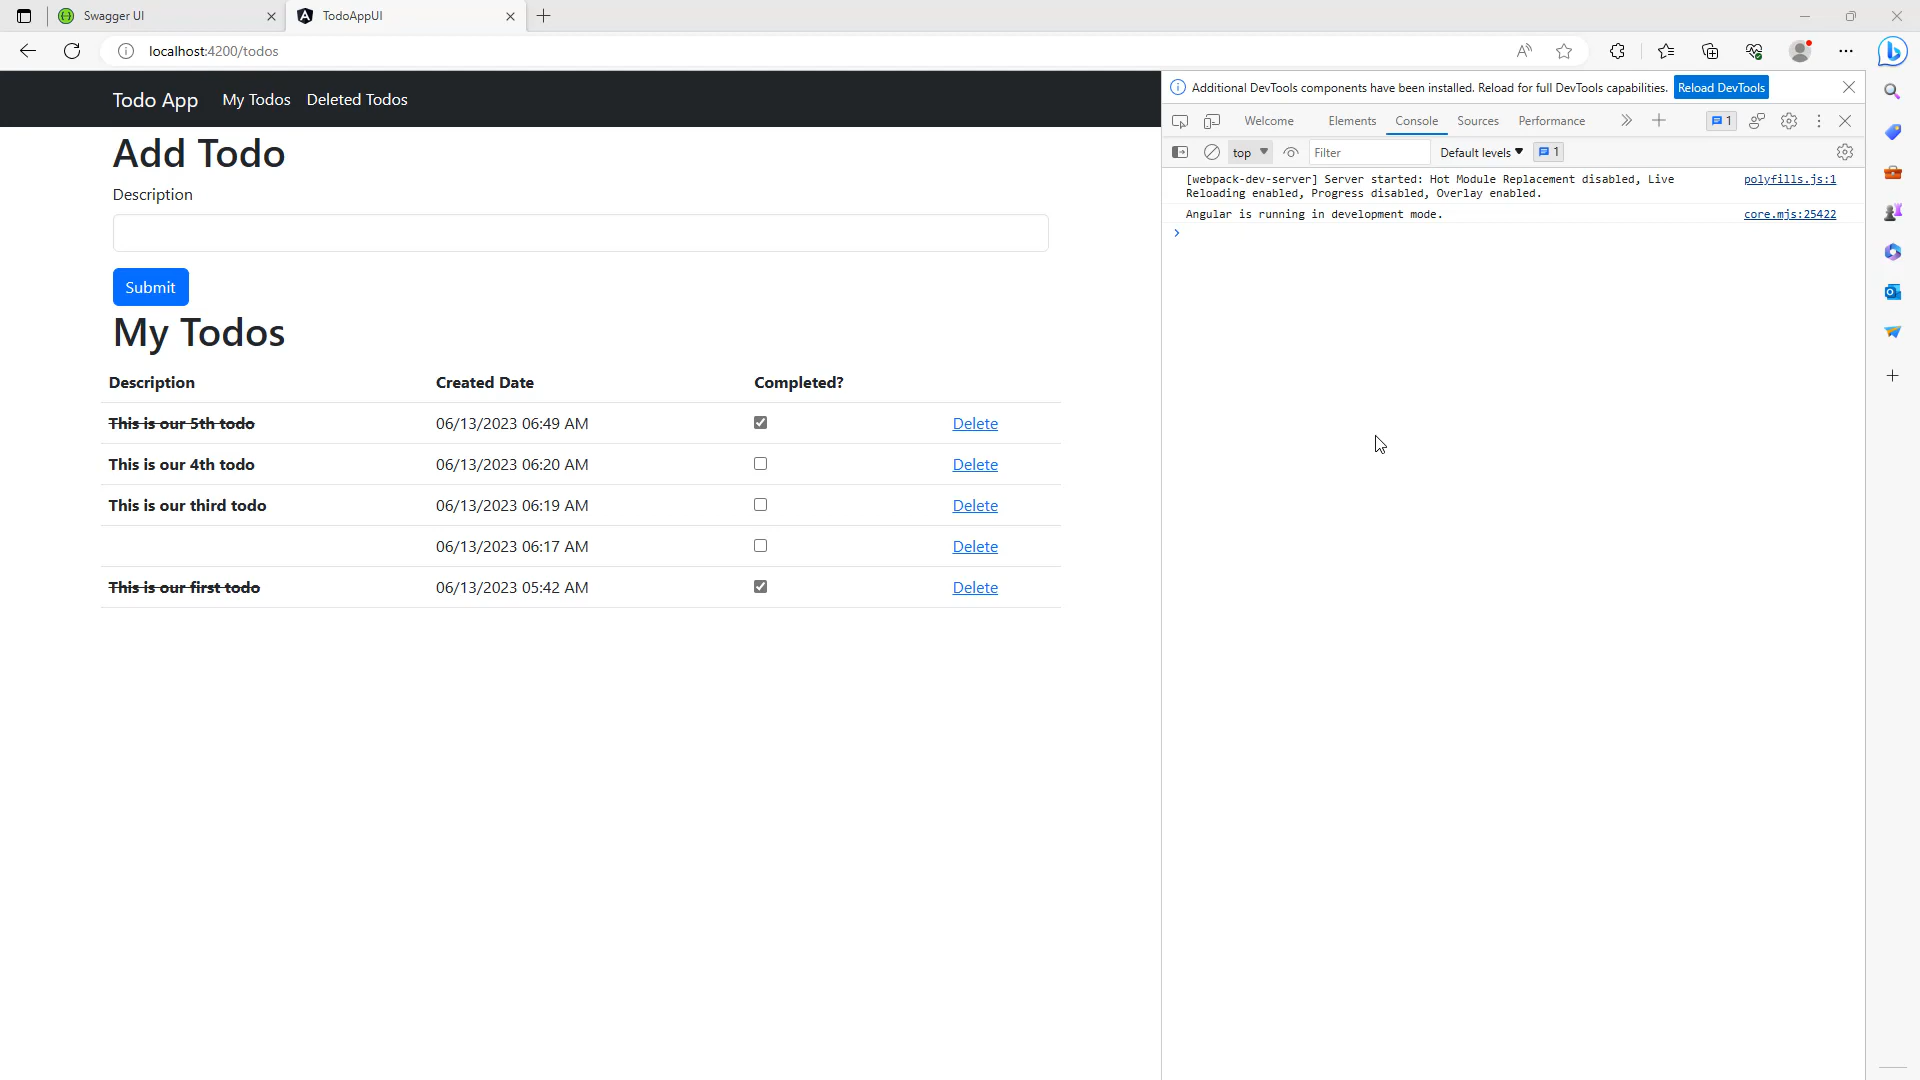 Swagger UI
TodoAppUI
localhost:4200/todos
Todo App My Todos Deleted Todos
Add Todo
Description
Submit
My Todos
Description Created Date Completed?
This is our 5th todo 06/13/2023 06:49 AM Delete
This is our 4th todo 06/13/2023 06:20 AM Delete
This is our third todo 06/13/2023 06:19 AM Delete
06/13/2023 06:17 AM Delete
This is our first todo 06/13/2023 05:42 AM Delete
Additional DevTools components have been installed. Reload for full DevTools capabilities. Reload DevTools
Welcome Elements Console Sources Performance 1
top Filter Default levels 1
[webpack-dev-server] Server started: Hot Module Replacement disabled, Live polyfills.js:1
Reloading enabled, Progress disabled, Overlay enabled.
Angular is running in development mode. core.mjs:25422